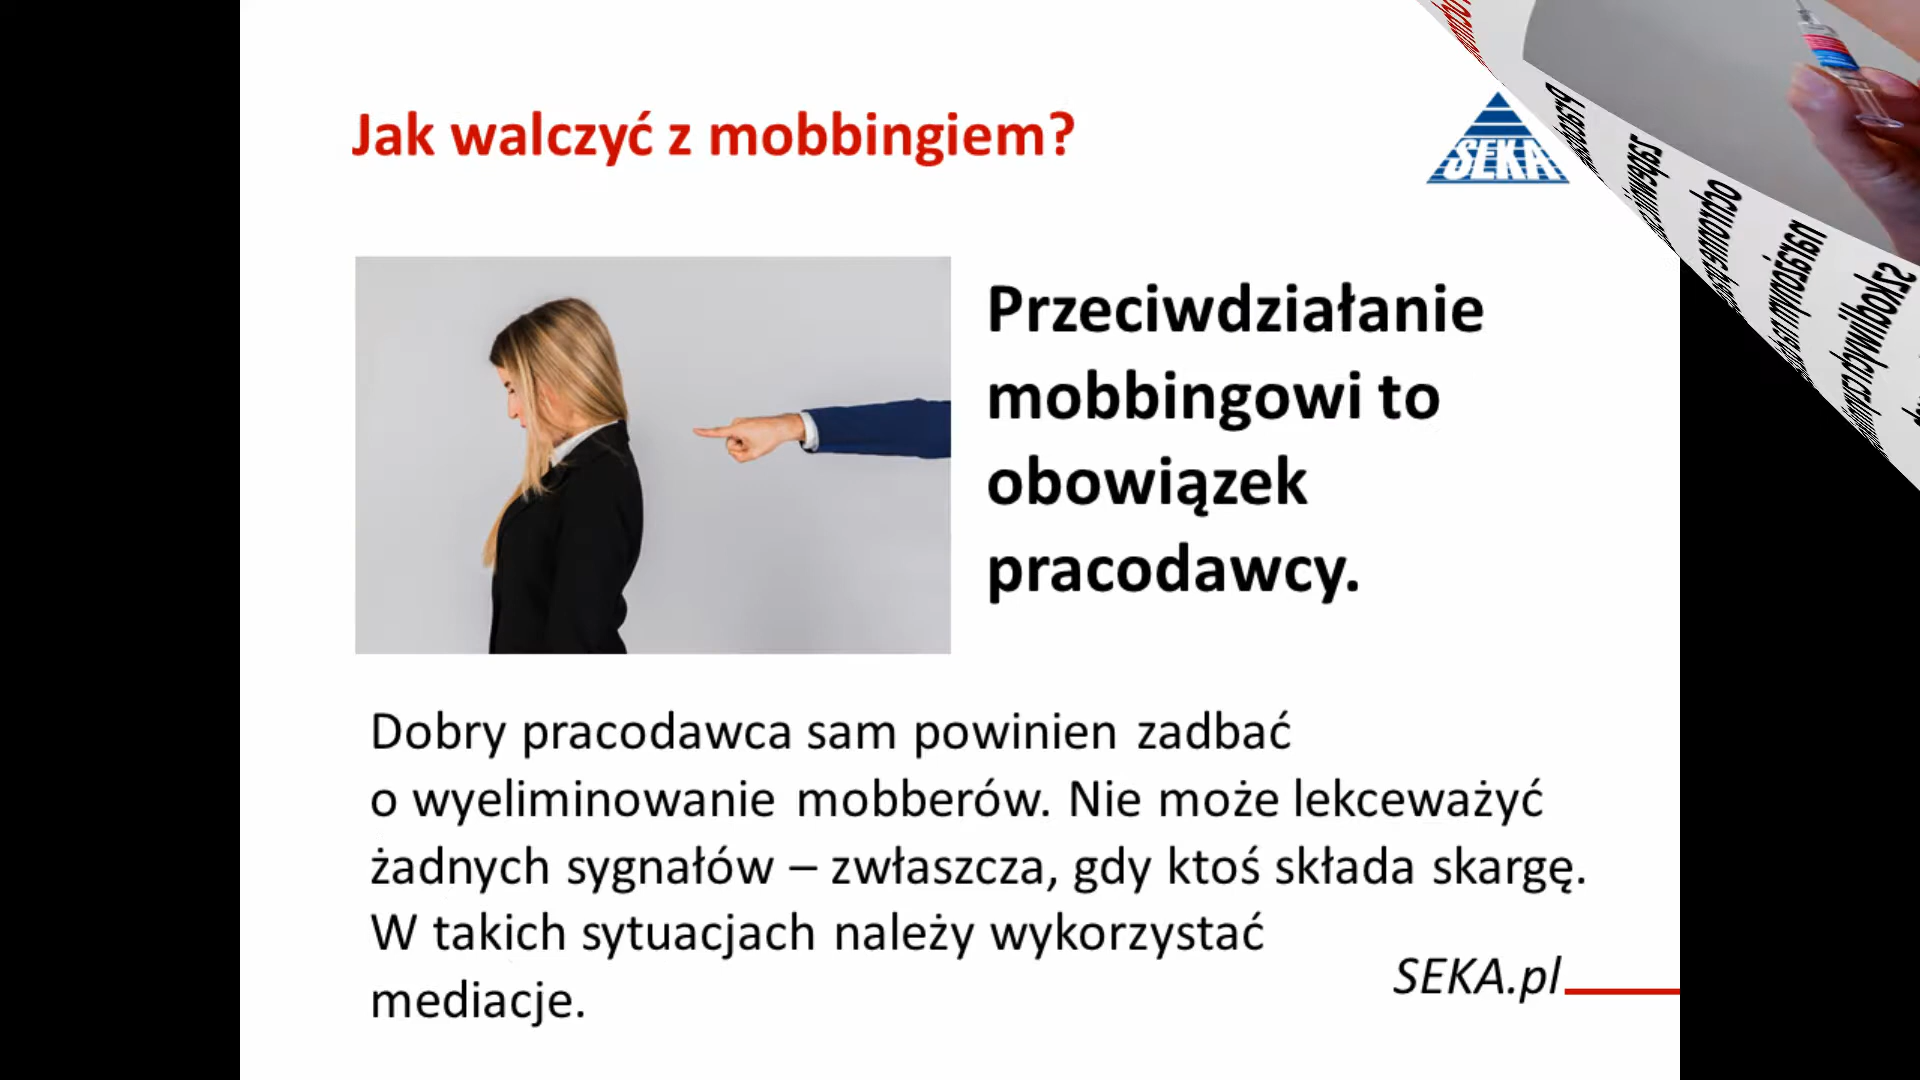 Jak walczyć z mobbingiem?
SEKA
Przeciwdziałanie
mobbingowi to
obowiązek
pracodawcy.
Dobry pracodawca sam powinien zadbać
o wyeliminowanie mobberów. Nie może lekceważyć
żadnych sygnałów – zwłaszcza, gdy ktoś składa skargę.
W takich sytuacjach należy wykorzystać
mediacje.
SEKA.pl